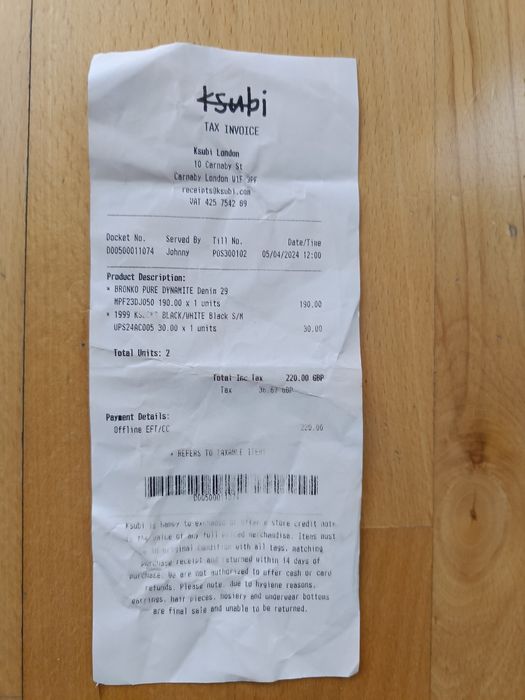 ksubi
TAX INVOICE
Ksubi London
10 Carnaby St
Carnaby London W1F 9PF
receipts@ksubi.com
VAT 425 7542 89
Docket No. Served By Till No. Date/Time
D00500011074 Johnny POS300102 05/04/2024 12:00
Product Description:
* BRONKO PURE DYNAMITE Denim 29
MPF23DJ050 190.00 x 1 units 190.00
* 1999 BLACK/WHITE Black S/M
UPS24AC005 30.00 x 1 units 30.00
Total Units: 2
Total Inc Tax 220.00 GBP
Tax 36.67 GBP
Payment Details:
Offline EFT/CC 220.00
* REFERS TO TAXABLE ITEMS
Ksubi is happy to exchange or offer a store credit note
to the value of any full priced merchandise. Items must
be in original condition with all tags, matching
purchase receipt and returned within 14 days of
purchase. We are not authorized to offer cash or card
refunds. Please note, due to hygiene reasons,
earrings, hair pieces, hosiery and underwear bottoms
are final sale and unable to be returned.